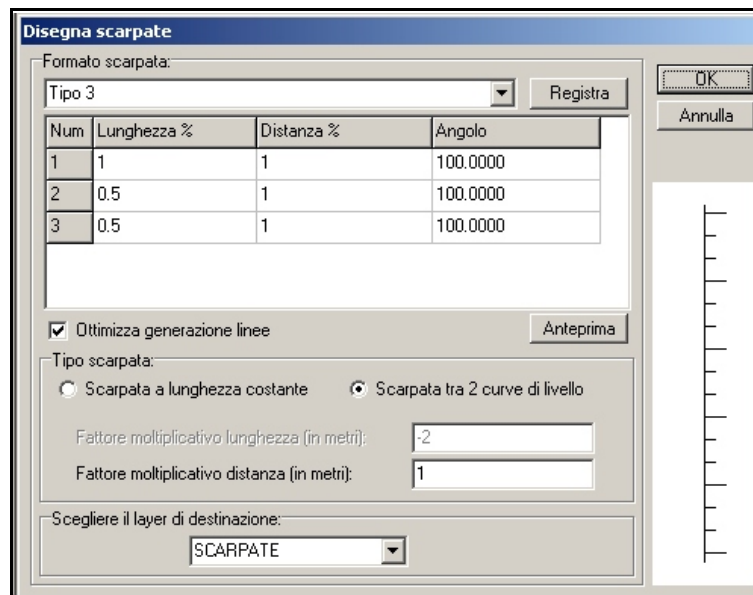 Disegna scarpate
Formato scarpata:
Tipo 3
Registra
OK
Annulla
Num Lunghezza % Distanza % Angolo
1 1 1 100.0000
2 0.5 1 100.0000
3 0.5 1 100.0000
Ottimizza generazione linee
Anteprima
Tipo scarpata:
Scarpata a lunghezza costante
Scarpata tra 2 curve di livello
Fattore moltiplicativo lunghezza (in metri): -2
Fattore moltiplicativo distanza (in metri): 1
Scegliere il layer di destinazione:
SCARPATE